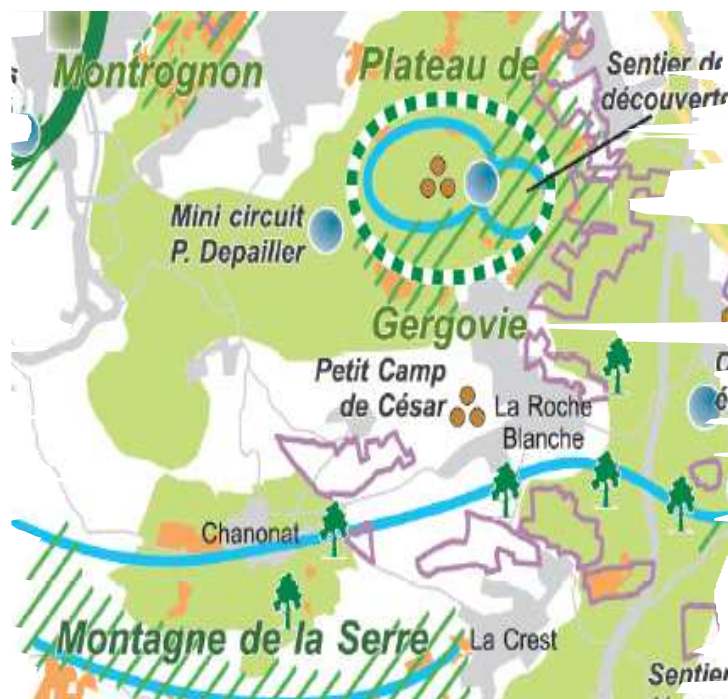 Montrognon
Plateau de
Sentier de
découverte
Mini circuit
P. Depailler
Gergovie
Petit Camp
de César
La Roche
Blanche
Chanonat
Montagne de la Serre
La Crest
Sentier